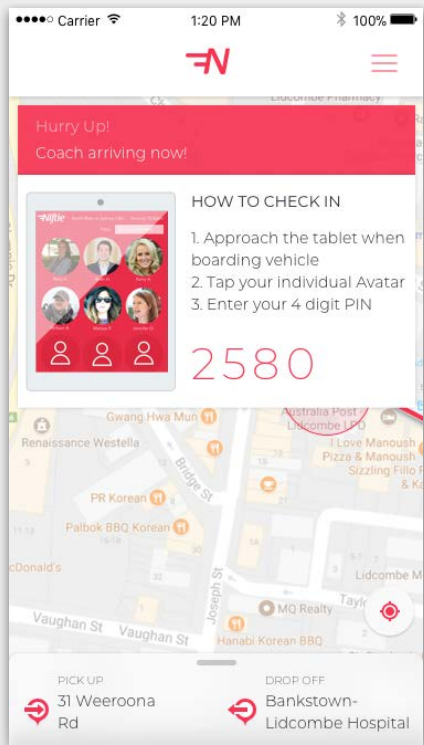 Carrier
1:20 PM
100%
N
Lidcombe Pharmacy
Hurry Up!
Coach arriving now!
Niftie
HOW TO CHECK IN
1. Approach the tablet when
boarding vehicle
2. Tap your individual Avatar
3. Enter your 4 digit PIN
2580
Gwang Hwa Mun
Australia Post -
Lidcombe LPO
Renaissance Westella
I Love Manoush
Pizza & Manoush
Sizzling Fillo
Bridge St
PR Korean
Palbok BBQ Korean
cDonald's
Joseph St
Lidcombe M
MQ Realty
Vaughan St
Vaughan St
Hanabi Korean BBQ
PICK UP
31 Weeroona
Rd
DROP OFF
Bankstown-
Lidcombe Hospital